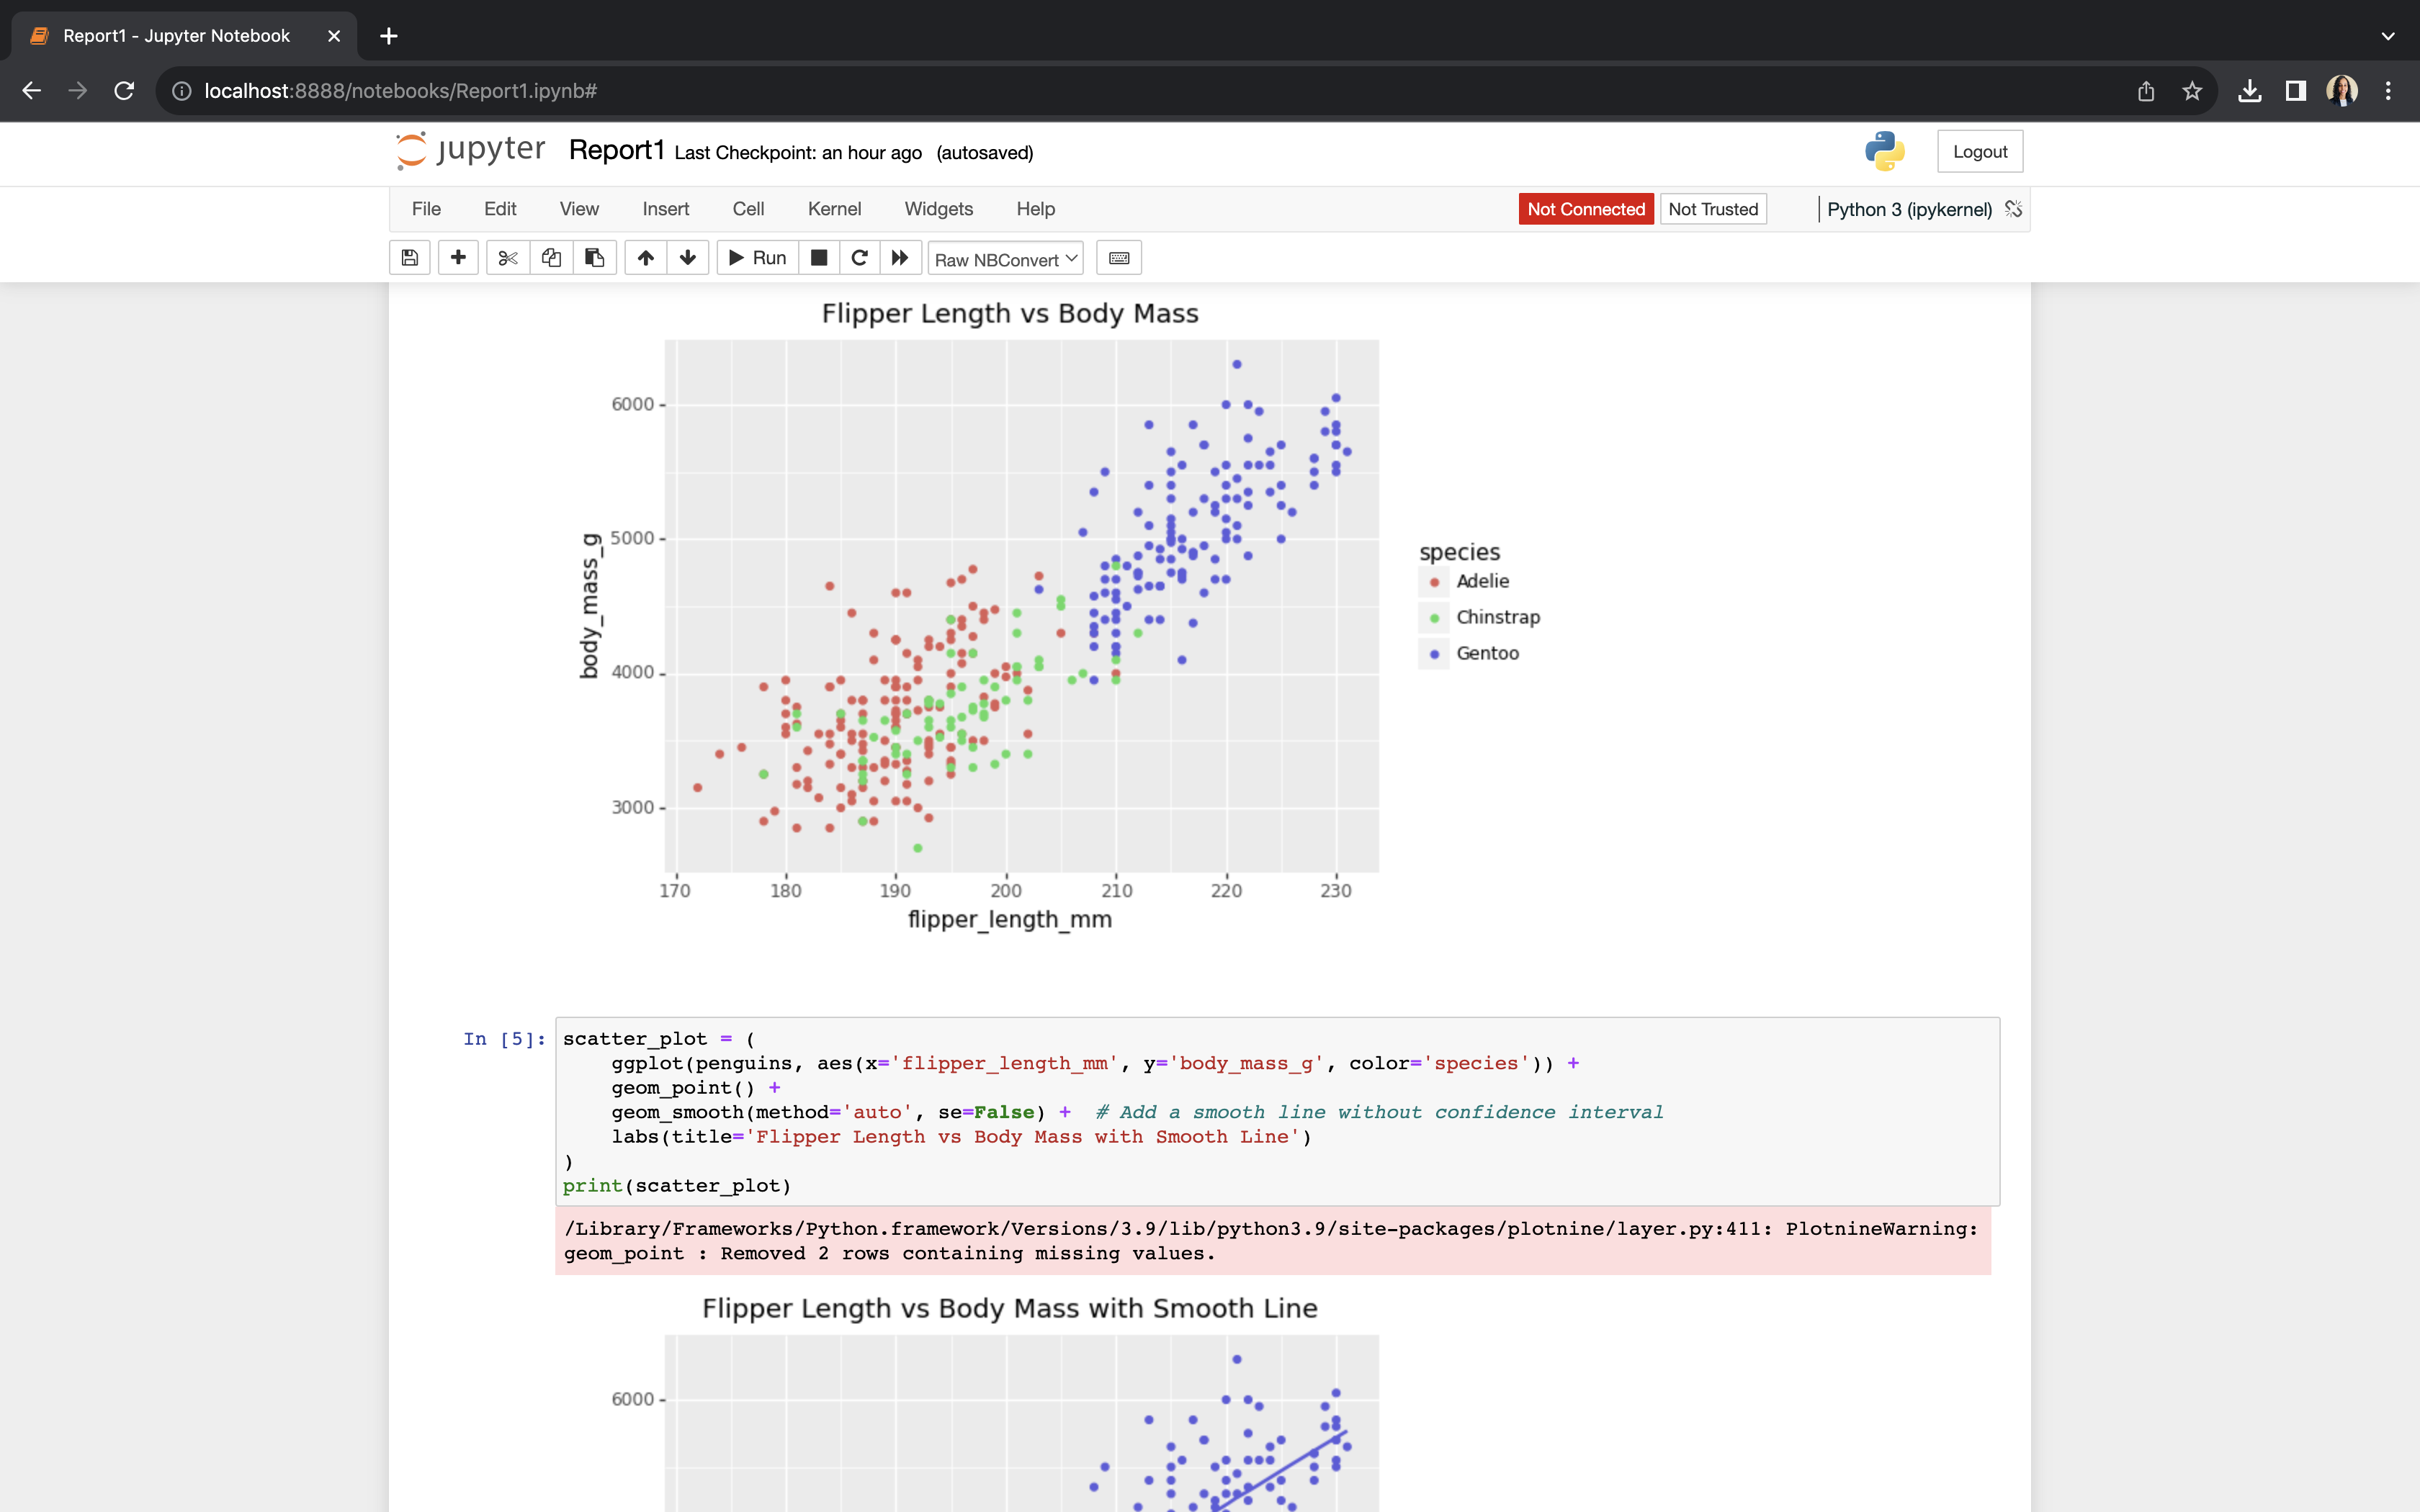 Report1 - Jupyter Notebook
localhost:8888/notebooks/Report1.ipynb#
jupyter Report1 Last Checkpoint: an hour ago (autosaved) Logout
File Edit View Insert Cell Kernel Widgets Help Not Connected Not Trusted Python 3 (ipykernel)
Run Raw NBConvert
Flipper Length vs Body Mass
6000
5000
4000
3000
body_mass_g
170 180 190 200 210 220 230
flipper_length_mm
species
Adelie
Chinstrap
Gentoo
In [5]:
scatter_plot = (
    ggplot(penguins, aes(x='flipper_length_mm', y='body_mass_g', color='species')) +
    geom_point() +
    geom_smooth(method='auto', se=False) +  # Add a smooth line without confidence interval
    labs(title='Flipper Length vs Body Mass with Smooth Line')
)
print(scatter_plot)
/Library/Frameworks/Python.framework/Versions/3.9/lib/python3.9/site-packages/plotnine/layer.py:411: PlotnineWarning:
geom_point : Removed 2 rows containing missing values.
Flipper Length vs Body Mass with Smooth Line
6000